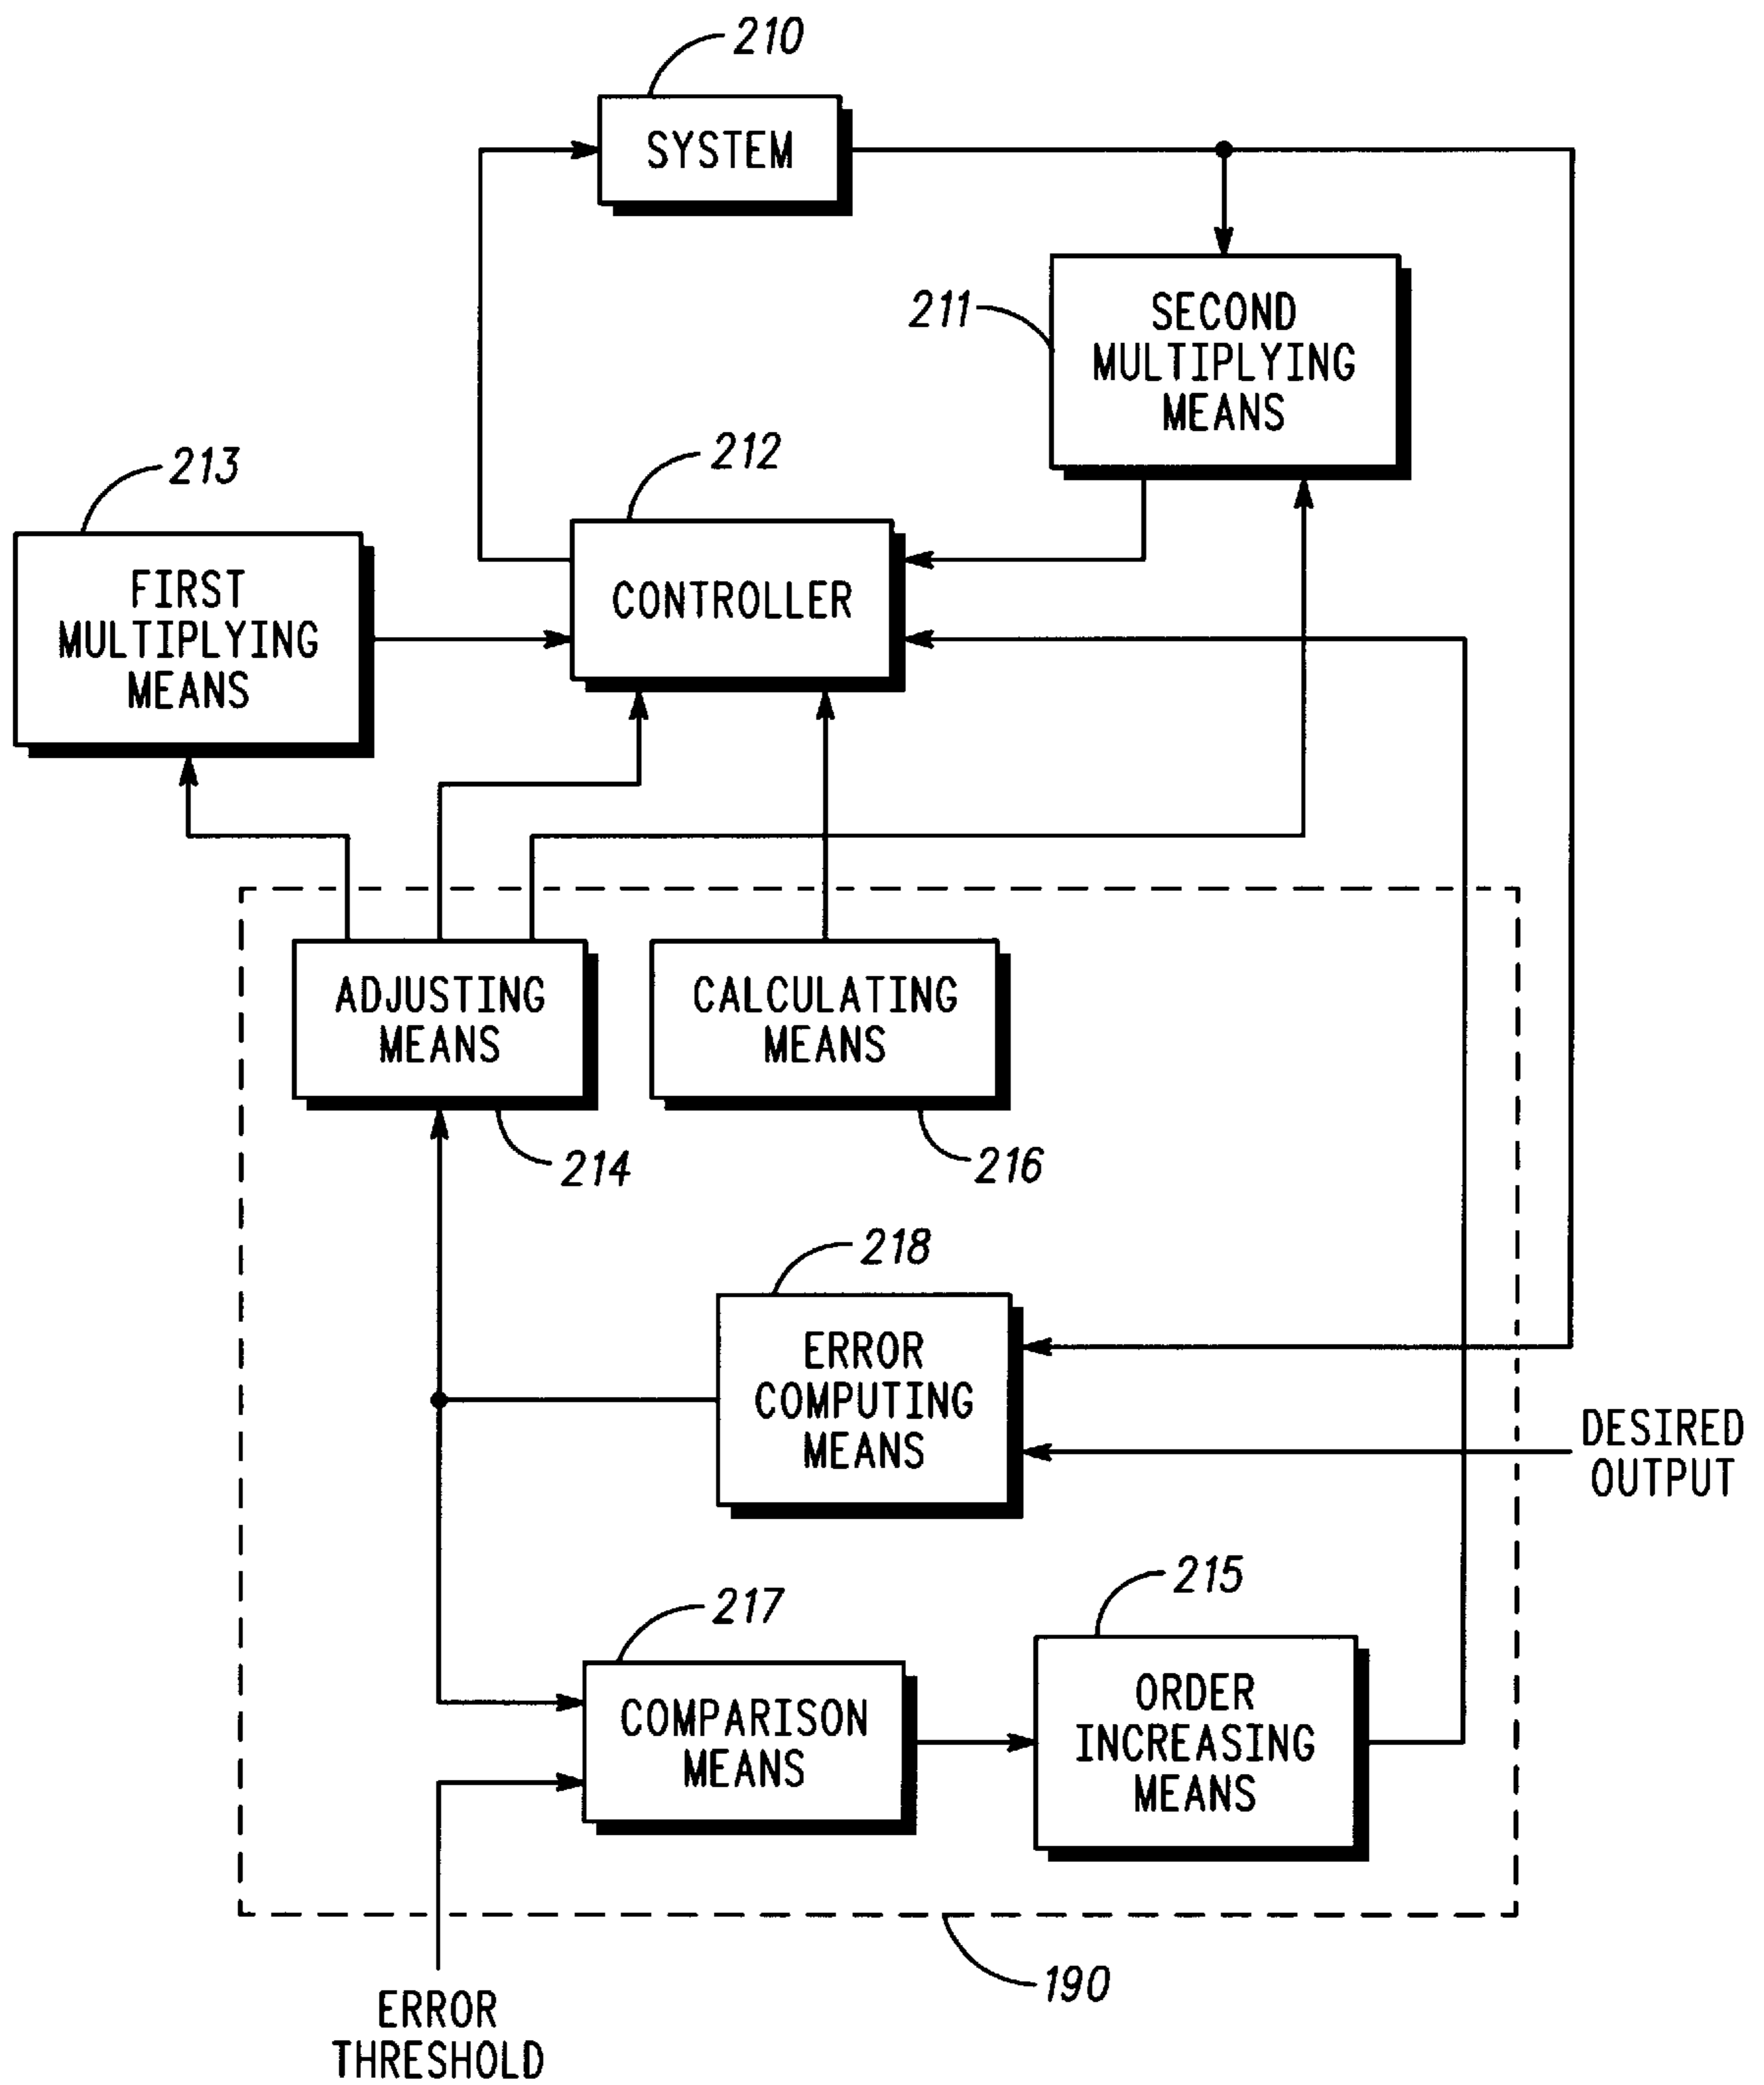 210
SYSTEM
211
SECOND
MULTIPLYING
MEANS
212
213
CONTROLLER
FIRST
MULTIPLYING
MEANS
ADJUSTING
MEANS
CALCULATING
MEANS
214
216
218
ERROR
COMPUTING
MEANS
DESIRED
OUTPUT
215
217
COMPARISON
MEANS
ORDER
INCREASING
MEANS
190
ERROR
THRESHOLD